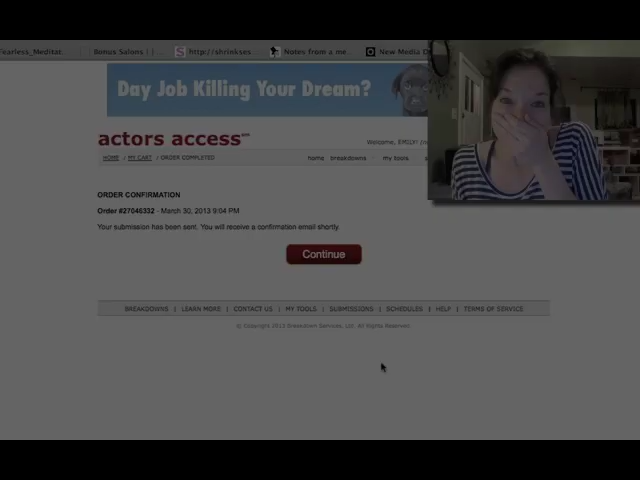 Fearless_Meditat... Bonus Salons | |... http://shrinkses Notes from a me... New Media D
Day Job Killing Your Dream?
actors access
Welcome, EMILY!
HOME / MY CART / ORDER COMPLETED home breakdowns my tools s
ORDER CONFIRMATION
Order #27046332 - March 30, 2013 9:04 PM
Your submission has been sent. You will receive a confirmation email shortly
Continue
BREAKDOWNS | LEARN MORE | CONTACT US | MY TOOLS | SUBMISSIONS | SCHEDULES | HELP | TERMS OF SERVICE
© Copyright 2013 Breakdown Services, Ltd. All Rights Reserved